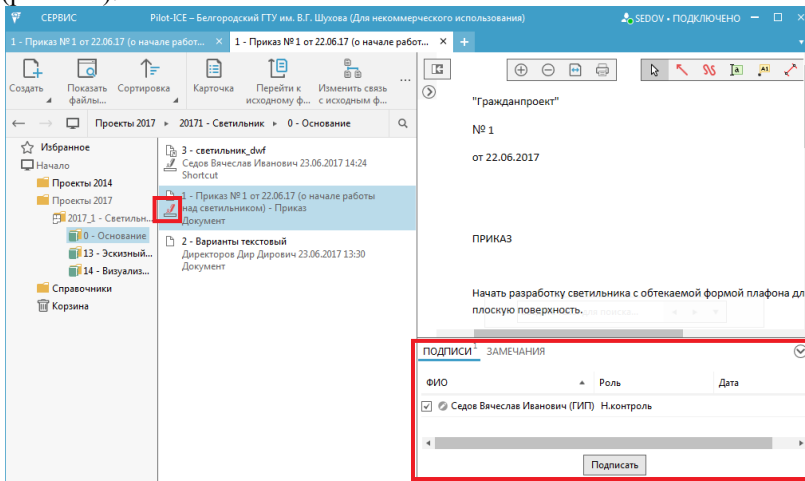 СЕРВИС
Pilot-ICE – Белгородский ГТУ им. В.Г. Шухова (Для некоммерческого использования)
SEDOV • ПОДКЛЮЧЕНО
1 - Приказ № 1 от 22.06.17 (о начале работ...
1 - Приказ № 1 от 22.06.17 (о начале работ...
Создать
Показать файлы...
Сортировка
Карточка
Перейти к исходному ф...
Изменить связь с исходным ф...
Проекты 2017 ▸ 20171 - Светильник ▸ 0 - Основание
Избранное
Начало
Проекты 2014
Проекты 2017
2017_1 - Светильн...
0 - Основание
13 - Эскизный...
14 - Визуализ...
Справочники
Корзина
3 - светильник_dwf
Седов Вячеслав Иванович 23.06.2017 14:24
Shortcut
1 - Приказ № 1 от 22.06.17 (о начале работы
над светильником) - Приказ
Документ
2 - Варианты текстовый
Директоров Дир Дирович 23.06.2017 13:30
Документ
"Гражданпроект"
№ 1
от 22.06.2017
ПРИКАЗ
Начать разработку светильника с обтекаемой формой плафона дл
плоскую поверхность.
ПОДПИСИ 1 ЗАМЕЧАНИЯ
ФИО Роль Дата
Седов Вячеслав Иванович (ГИП) Н.контроль
Подписать